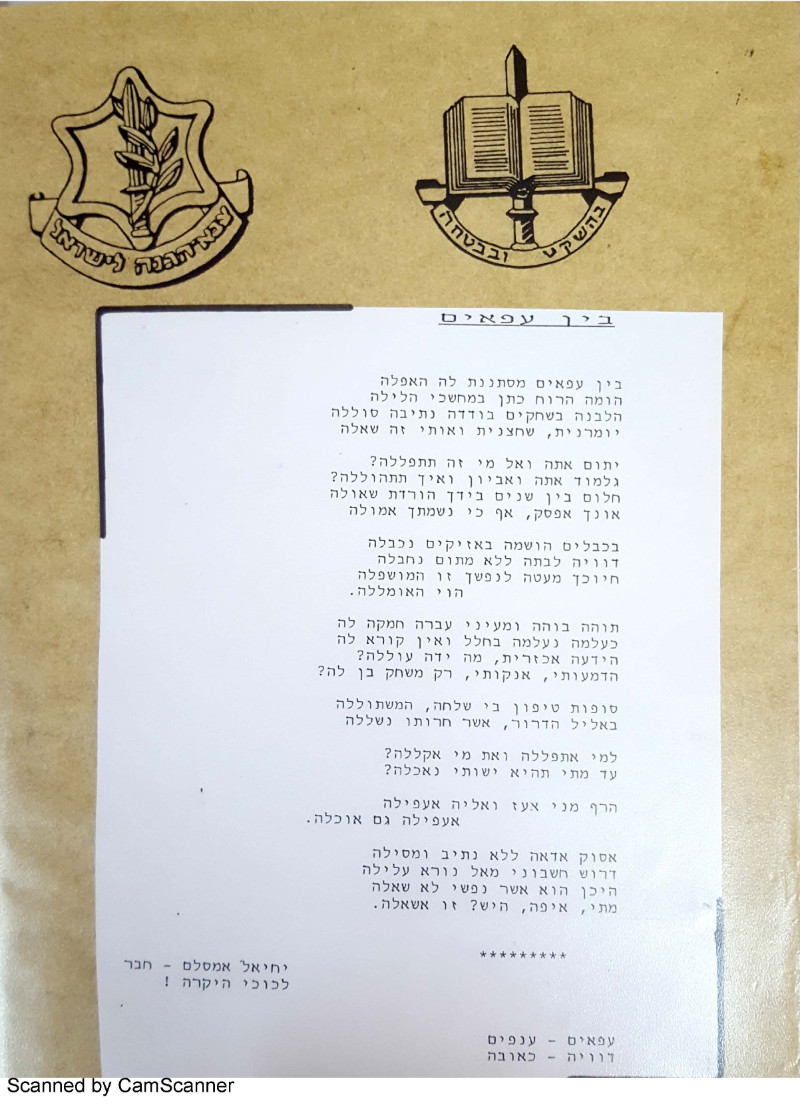 צבא הגנה לישראל
בהשקט ובבטחה
בין עפאים
בין עפאים מסתננת לה האפלה
הומה הרוח כתן במחשכי הלילה
הלבנה בשחקים בודדה נתיבה סוללה
יומרנית, שחצנית ואותי זה שאלה
יתום אתה ואל מי זה תתפללה?
גלמוד אתה ואביון ואיך תתהוללה?
חלום בין שנים בידך הורדת שאולה
אונך אפסק, אף כי נשמתך אמולה
בכבלים הושמה באזיקים נכבלה
דוויה לבתה ללא מתום נחבלה
חיוכך מעטה לנפשך זו המושפלה
הוי האומללה.
תוהה בוהה ומעיני עברה חמקה לה
כעלמה נעלמה בחלל ואין קורא לה
הידעה אכזרית, מה ידה עוללה?
הדמעותי, אנקותי, רק משחק בן לה?
סופות טיפון בי שלחה, המשתוללה
באליל הדרור, אשר חרותו נשללה
למי אתפללה ואת מי אקללה?
עד מתי תהיא ישותי נאכלה?
הרף מני צעז ואליה אעפילה
אעפילה גם אוכלה.
אסוק אדאה ללא נתיב ומסילה
דרוש חשבוני מאל נורא עלילה
היכן הוא אשר נפשי לא שאלה
מתי, איפה, היש? זו אשאלה.
*********
יחיאל אמסלם - חבר
לכוכי היקרה !
עפאים - ענפים
דוויה - כאובה
Scanned by CamScanner